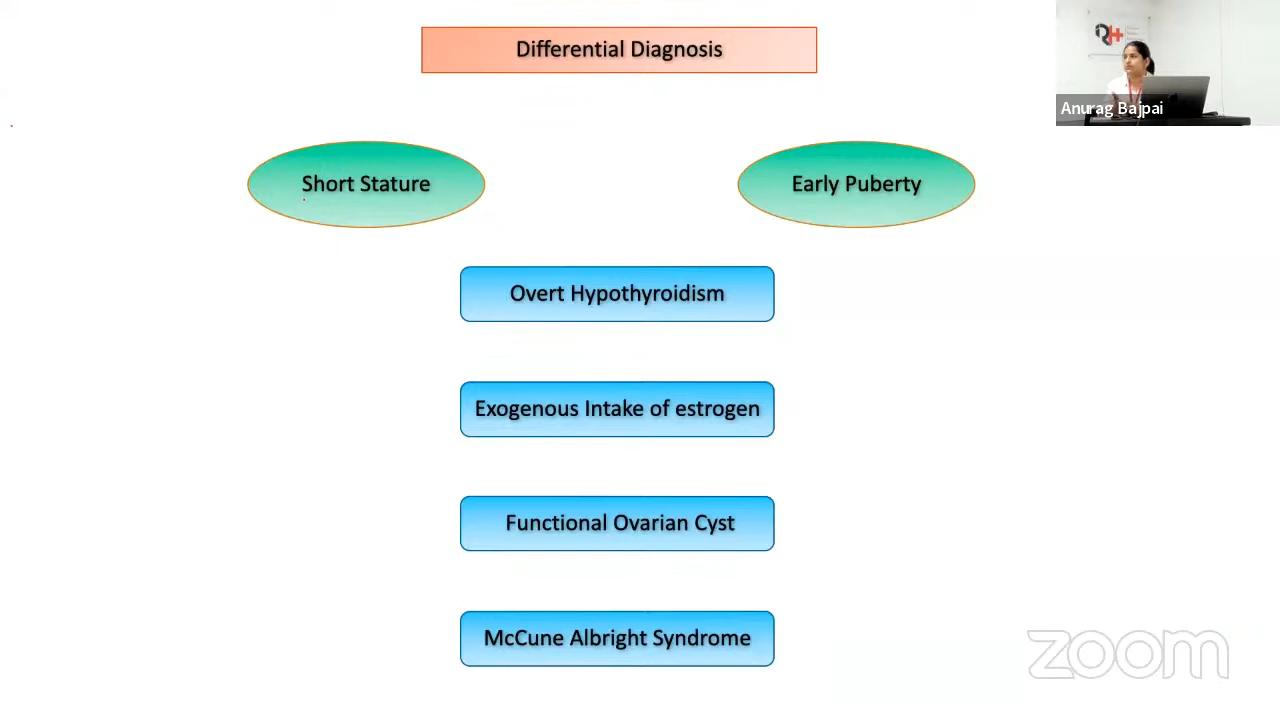 Differential Diagnosis
Anurag Bajpai
Short Stature
Early Puberty
Overt Hypothyroidism
Exogenous Intake of estrogen
Functional Ovarian Cyst
McCune Albright Syndrome
zoom